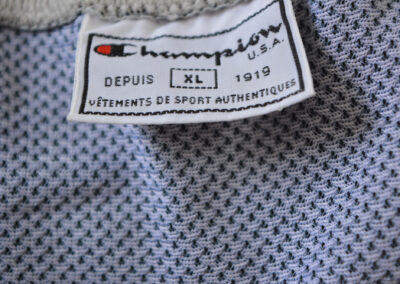 Champion
U.S.A.
DEPUIS XL 1919
VÊTEMENTS DE SPORT AUTHENTIQUES